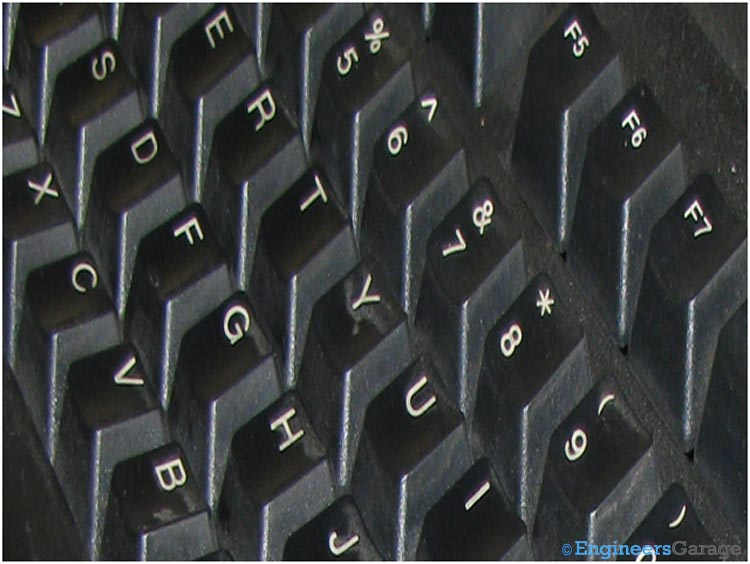 F5 F6 F7
% 5
^ 6
& 7
* 8
( 9
)
E R T Y U I
S D F G H J
X C V B
©EngineersGarage